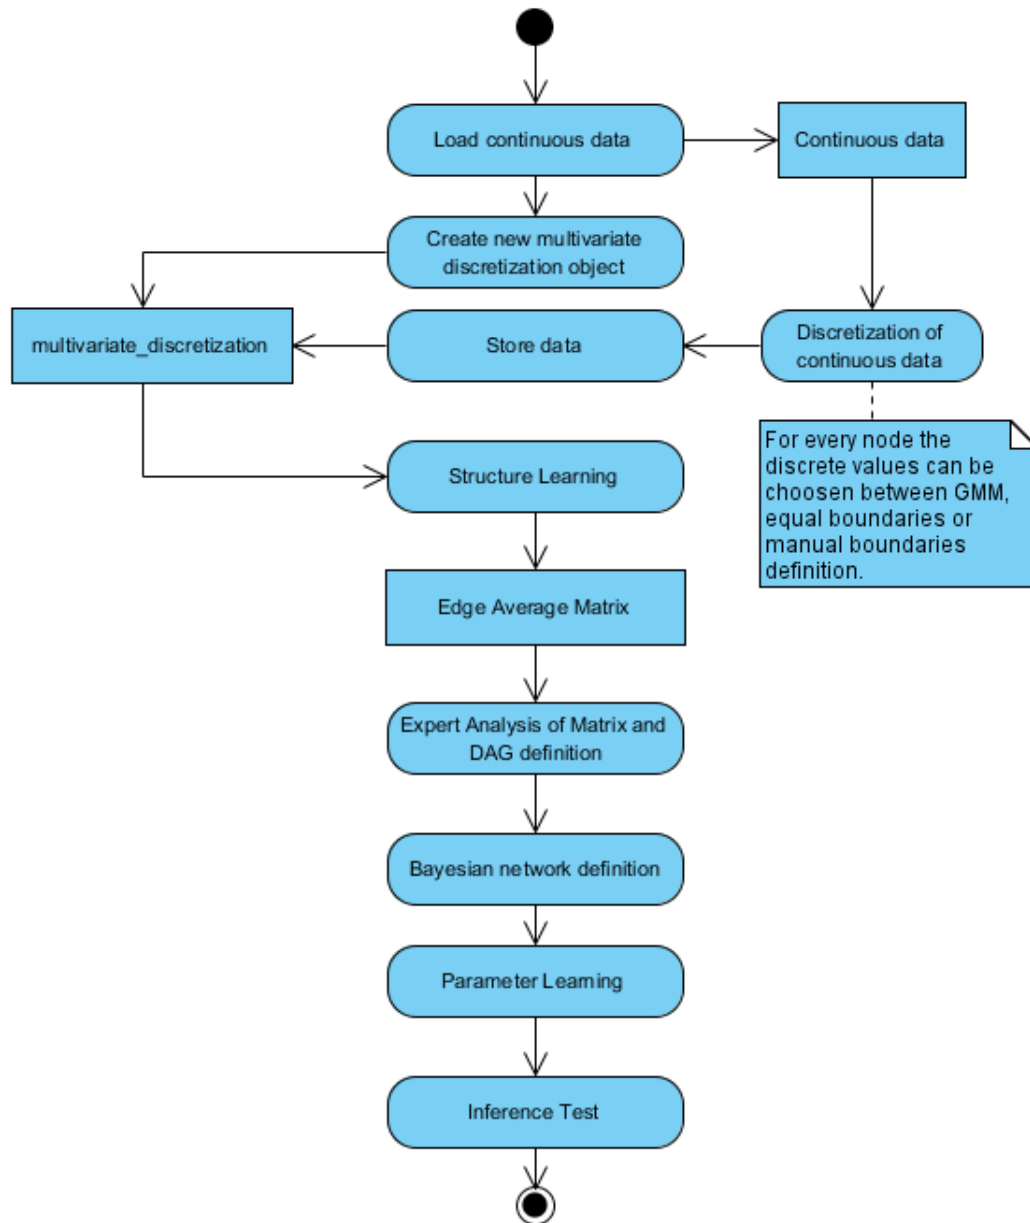 Load continuous data
Continuous data
Create new multivariate
discretization object
multivariate_discretization
Store data
Discretization of
continuous data
For every node the
discrete values can be
choosen between GMM,
equal boundaries or
manual boundaries
definition.
Structure Learning
Edge Average Matrix
Expert Analysis of Matrix and
DAG definition
Bayesian network definition
Parameter Learning
Inference Test